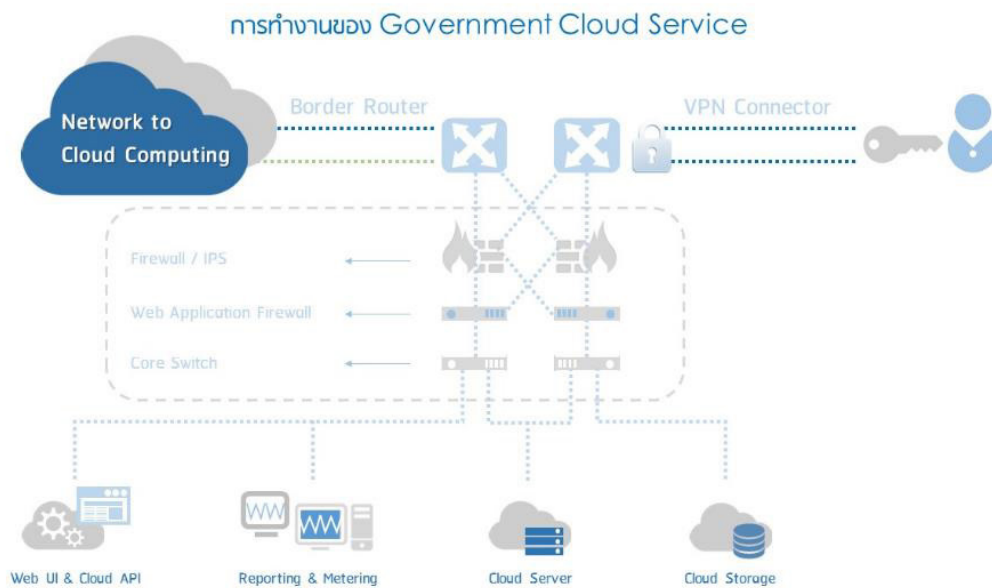 การทำงานของ Government Cloud Service
Network to
Cloud Computing
Border Router
VPN Connector
Firewall / IPS
Web Application Firewall
Core Switch
Web UI & Cloud API
Reporting & Metering
Cloud Server
Cloud Storage